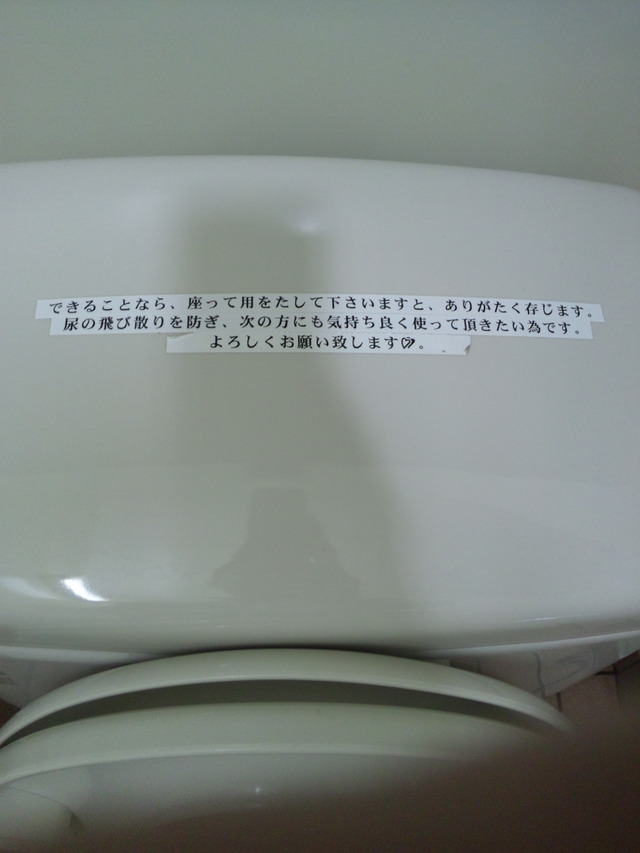 できることなら、座って用をたして下さいますと、ありがたく存じます。
尿の飛び散りを防ぎ、次の方にも気持ち良く使って頂きたい為です。
よろしくお願い致します♡。